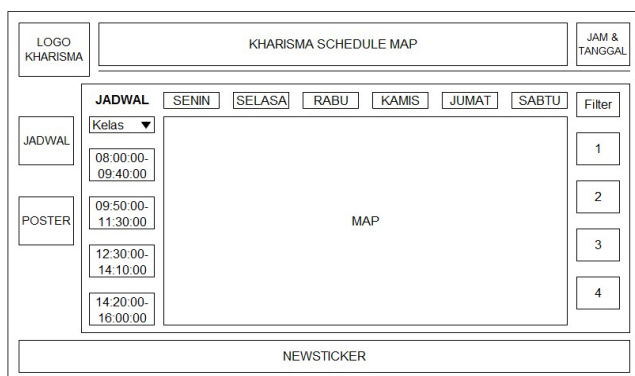 LOGO
KHARISMA
KHARISMA SCHEDULE MAP
JAM &
TANGGAL
JADWAL
SENIN
SELASA
RABU
KAMIS
JUMAT
SABTU
Filter
Kelas
JADWAL
POSTER
08:00:00-
09:40:00
09:50:00-
11:30:00
12:30:00-
14:10:00
14:20:00-
16:00:00
MAP
1
2
3
4
NEWSTICKER